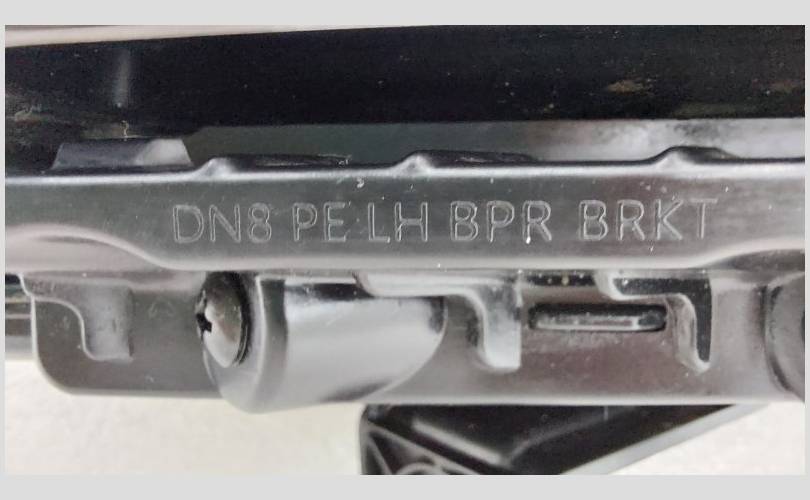 DN8 PE LH BPR BRKT